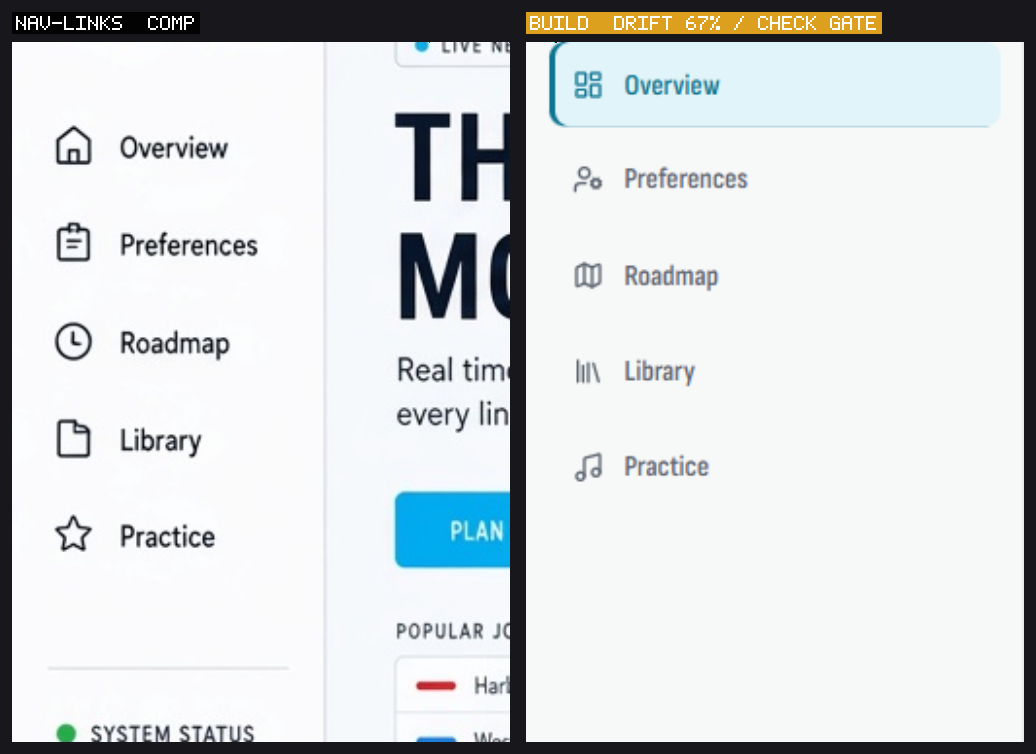 NAV-LINKS COMP
LIVE
Overview
Preferences
Roadmap
Library
Practice
SYSTEM STATUS
TH
MO
Real time
every lin
PLAN
POPULAR JO
Harb
BUILD DRIFT 67% / CHECK GATE
Overview
Preferences
Roadmap
Library
Practice